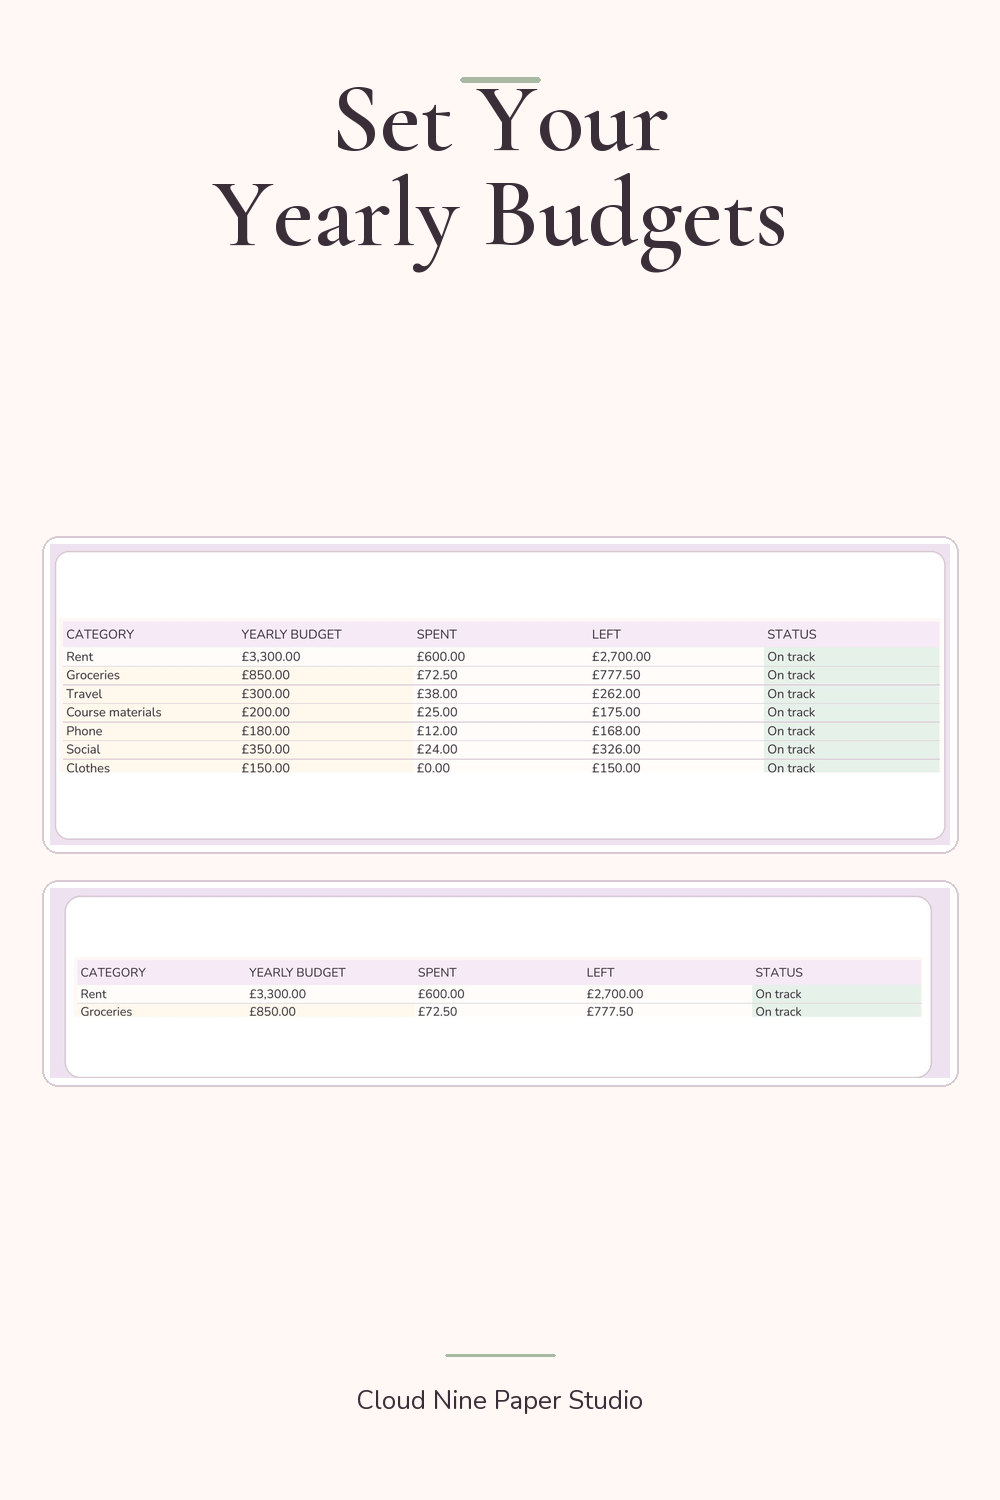 Set Your
Yearly Budgets
CATEGORY YEARLY BUDGET SPENT LEFT STATUS
Rent £3,300.00 £600.00 £2,700.00 On track
Groceries £850.00 £72.50 £777.50 On track
Travel £300.00 £38.00 £262.00 On track
Course materials £200.00 £25.00 £175.00 On track
Phone £180.00 £12.00 £168.00 On track
Social £350.00 £24.00 £326.00 On track
Clothes £150.00 £0.00 £150.00 On track
CATEGORY YEARLY BUDGET SPENT LEFT STATUS
Rent £3,300.00 £600.00 £2,700.00 On track
Groceries £850.00 £72.50 £777.50 On track
Cloud Nine Paper Studio